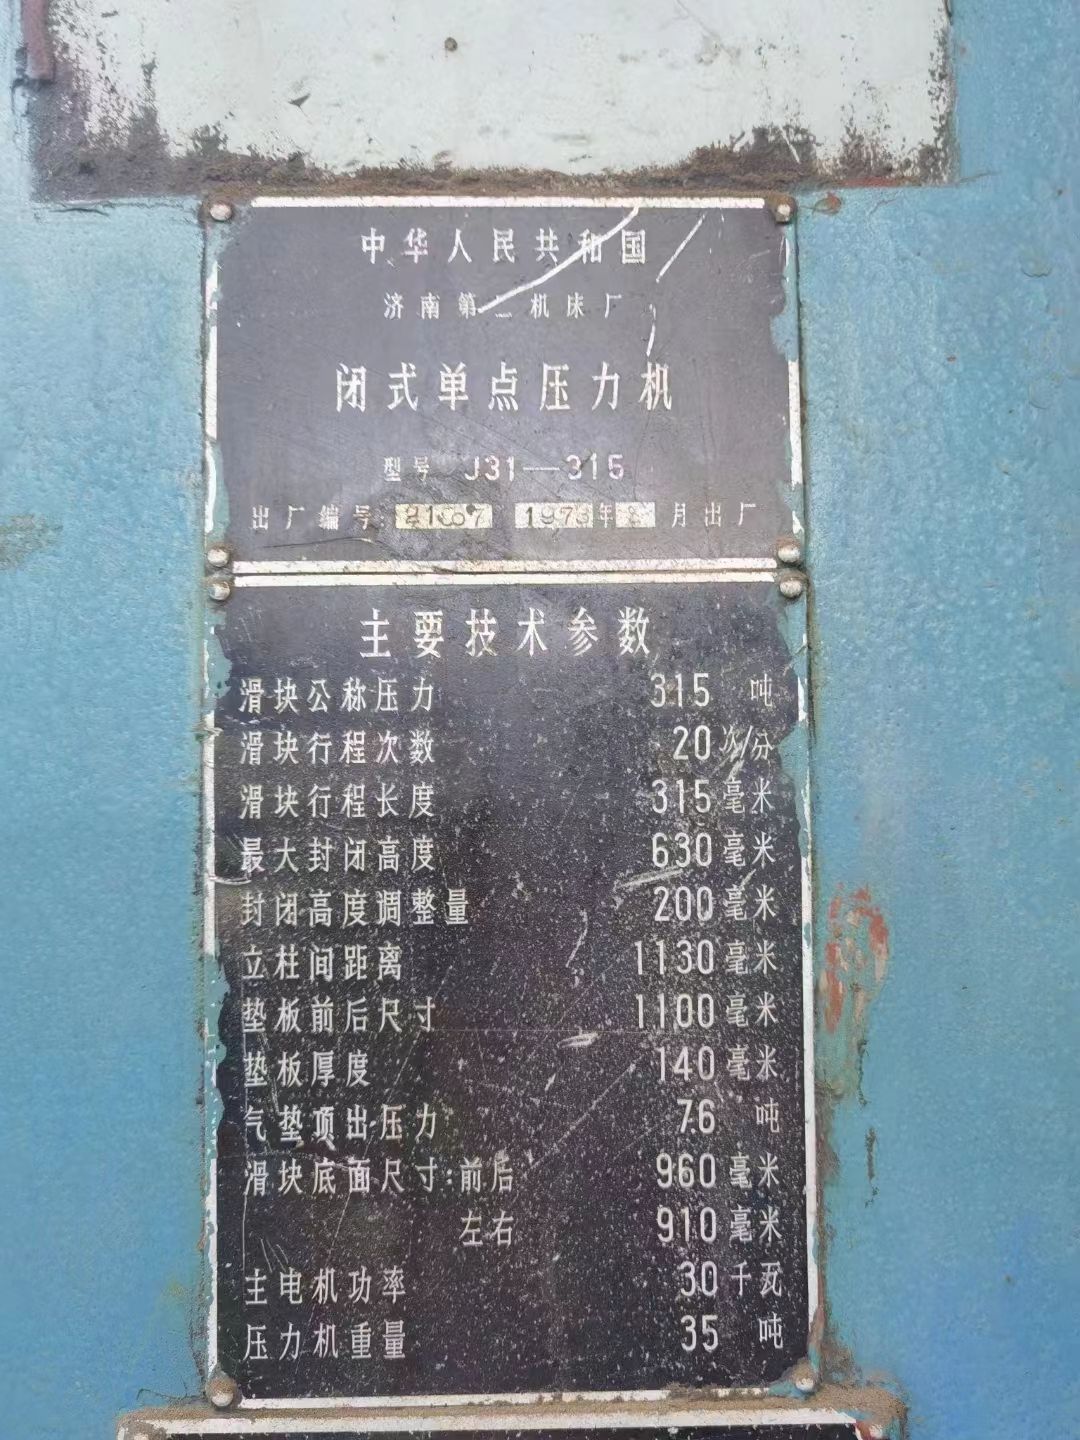 中华人民共和国
济南第二机床厂
闭式单点压力机
型号 J31—315
出厂编号 年 月出厂
主要技术参数
滑块公称压力 315 吨
滑块行程次数 20 次/分
滑块行程长度 315 毫米
最大封闭高度 630 毫米
封闭高度调整量 200 毫米
立柱间距离 1130 毫米
垫板前后尺寸 1100 毫米
垫板厚度 140 毫米
气垫顶出压力 76 吨
滑块底面尺寸:前后 960 毫米
左右 910 毫米
主电机功率 30 千瓦
压力机重量 35 吨